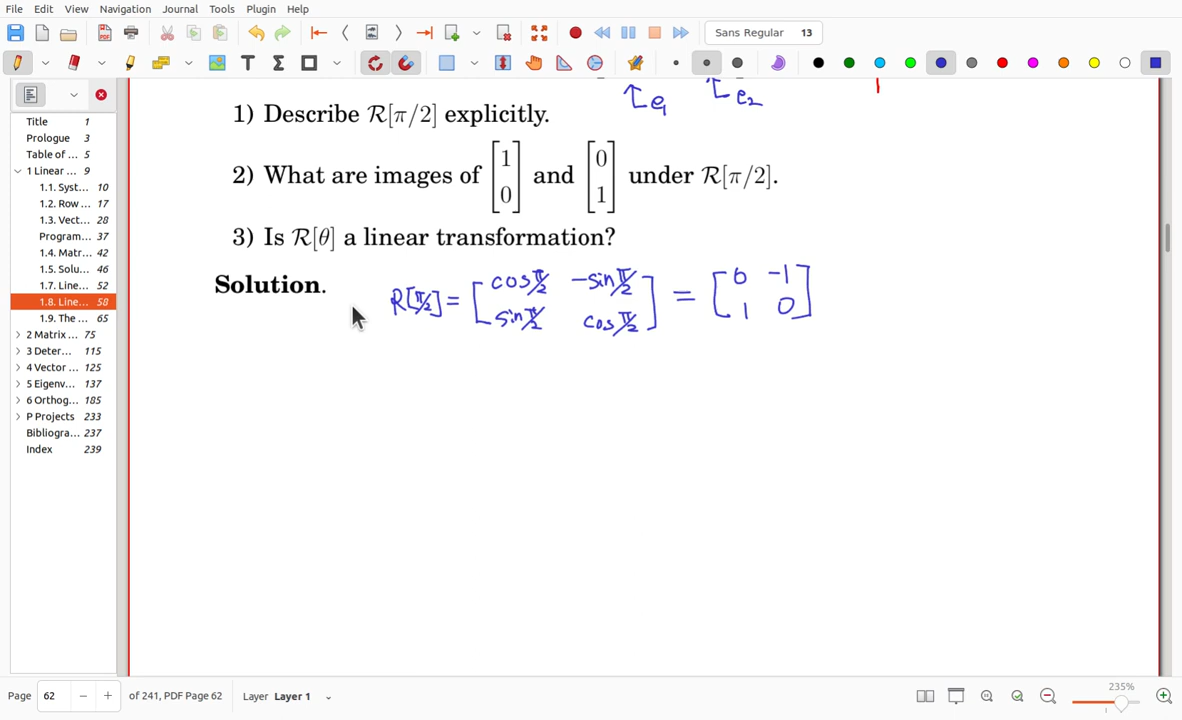 File Edit View Navigation Journal Tools Plugin Help
Sans Regular 13
Title 1
Prologue 3
Table of ... 5
1 Linear ... 9
1.1. Syst... 10
1.2. Row ... 17
1.3. Vect... 28
Program... 37
1.4. Matr... 42
1.5. Solu... 46
1.7. Line... 52
1.8. Line... 58
1.9. The ... 65
2 Matrix ... 75
3 Deter... 115
4 Vector ... 125
5 Eigenv... 137
6 Orthog... 185
P Projects 233
Bibliogra... 237
Index 239
↑ e₁ ↑ e₂
1) Describe R[π/2] explicitly.
2) What are images of [1 0] and [0 1] under R[π/2].
3) Is R[θ] a linear transformation?
Solution.
R[π/2] = [cos π/2 -sin π/2
sin π/2 cos π/2] = [0 -1
1 0]
Page 62 of 241, PDF Page 62 Layer Layer 1 235%